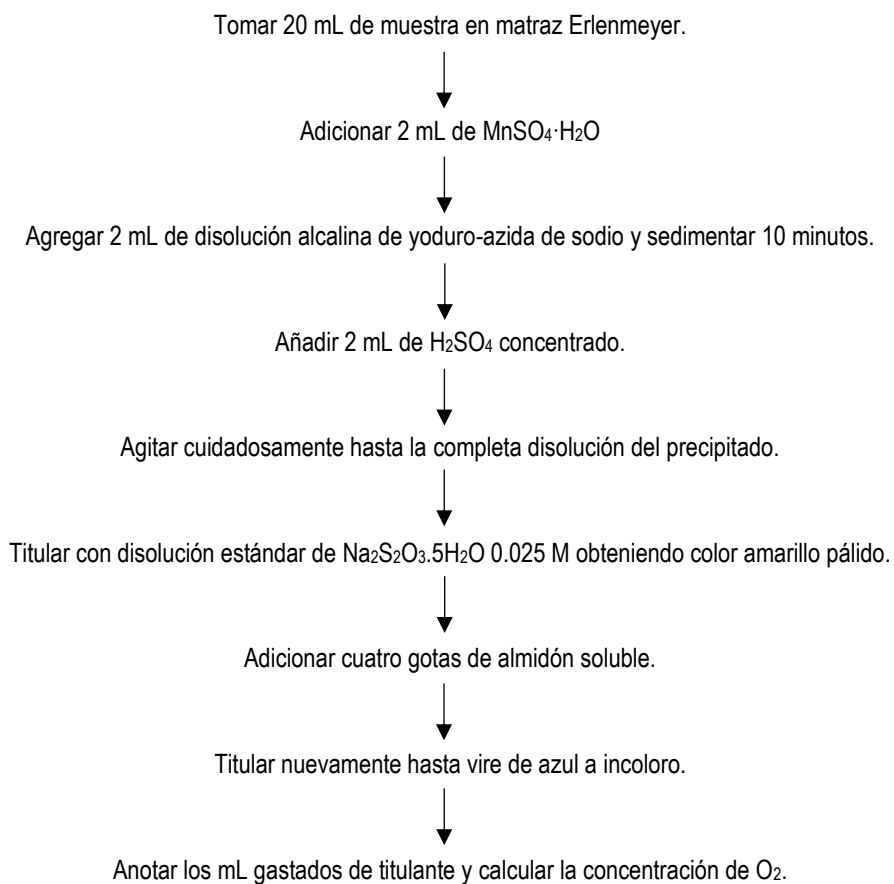 Tomar 20 mL de muestra en matraz Erlenmeyer.
Adicionar 2 mL de MnSO₄·H₂O
Agregar 2 mL de disolución alcalina de yoduro-azida de sodio y sedimentar 10 minutos.
Añadir 2 mL de H₂SO₄ concentrado.
Agitar cuidadosamente hasta la completa disolución del precipitado.
Titular con disolución estándar de Na₂S₂O₃.5H₂O 0.025 M obteniendo color amarillo pálido.
Adicionar cuatro gotas de almidón soluble.
Titular nuevamente hasta vire de azul a incoloro.
Anotar los mL gastados de titulante y calcular la concentración de O₂.